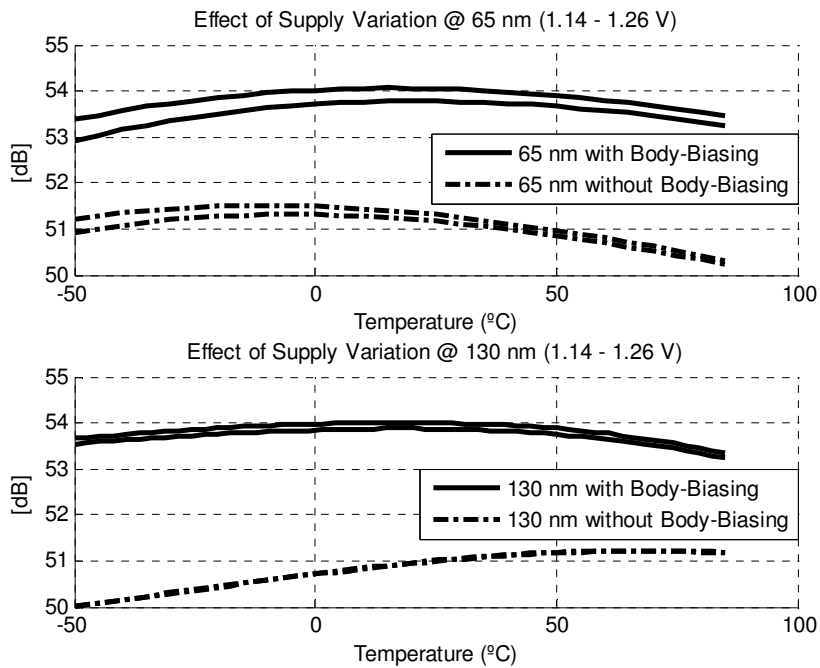 Effect of Supply Variation @ 65 nm (1.14 - 1.26 V)
55
54
53
52
51
50
[dB]
65 nm with Body-Biasing
65 nm without Body-Biasing
-50 0 50 100
Temperature (ºC)
Effect of Supply Variation @ 130 nm (1.14 - 1.26 V)
55
54
53
52
51
50
[dB]
130 nm with Body-Biasing
130 nm without Body-Biasing
-50 0 50 100
Temperature (ºC)